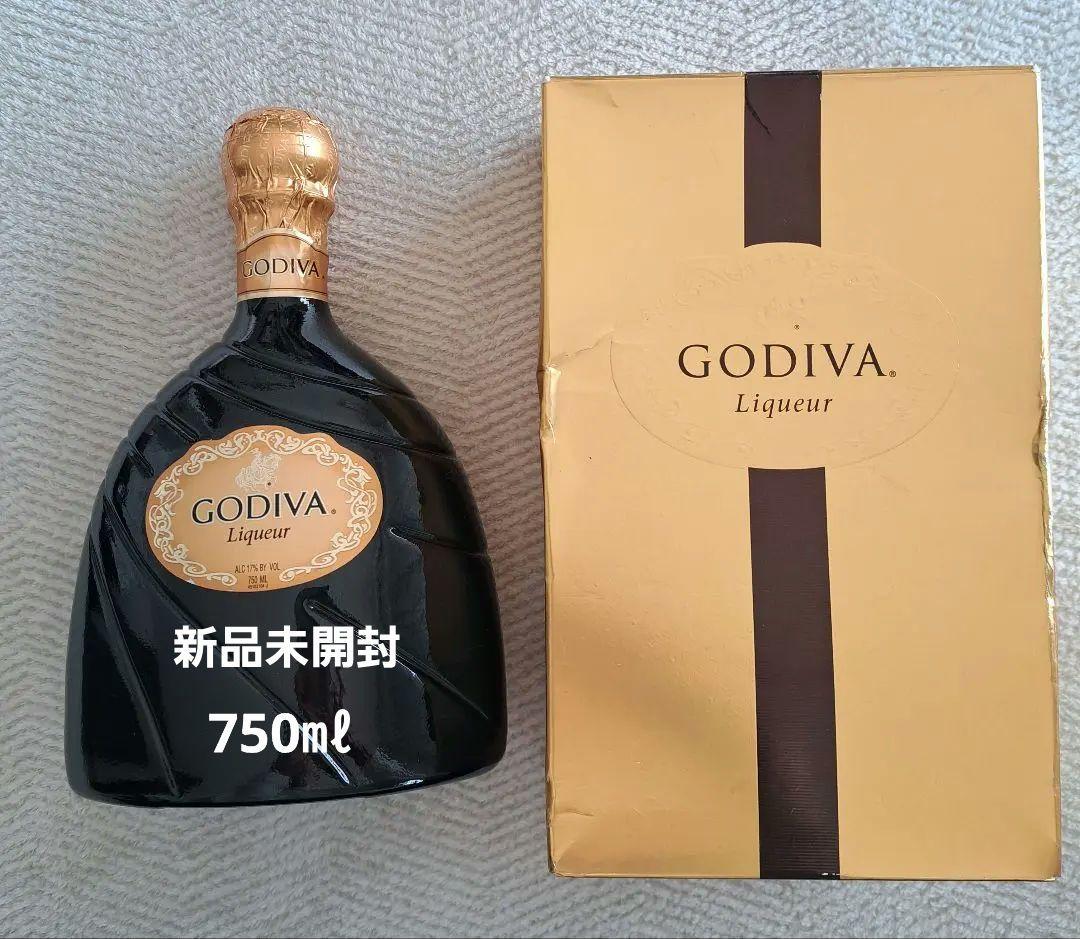 GODIVA
GODIVA®
Liqueur
ALC 17% BY VOL
750 ML
新品未開封
750㎖
GODIVA®
Liqueur